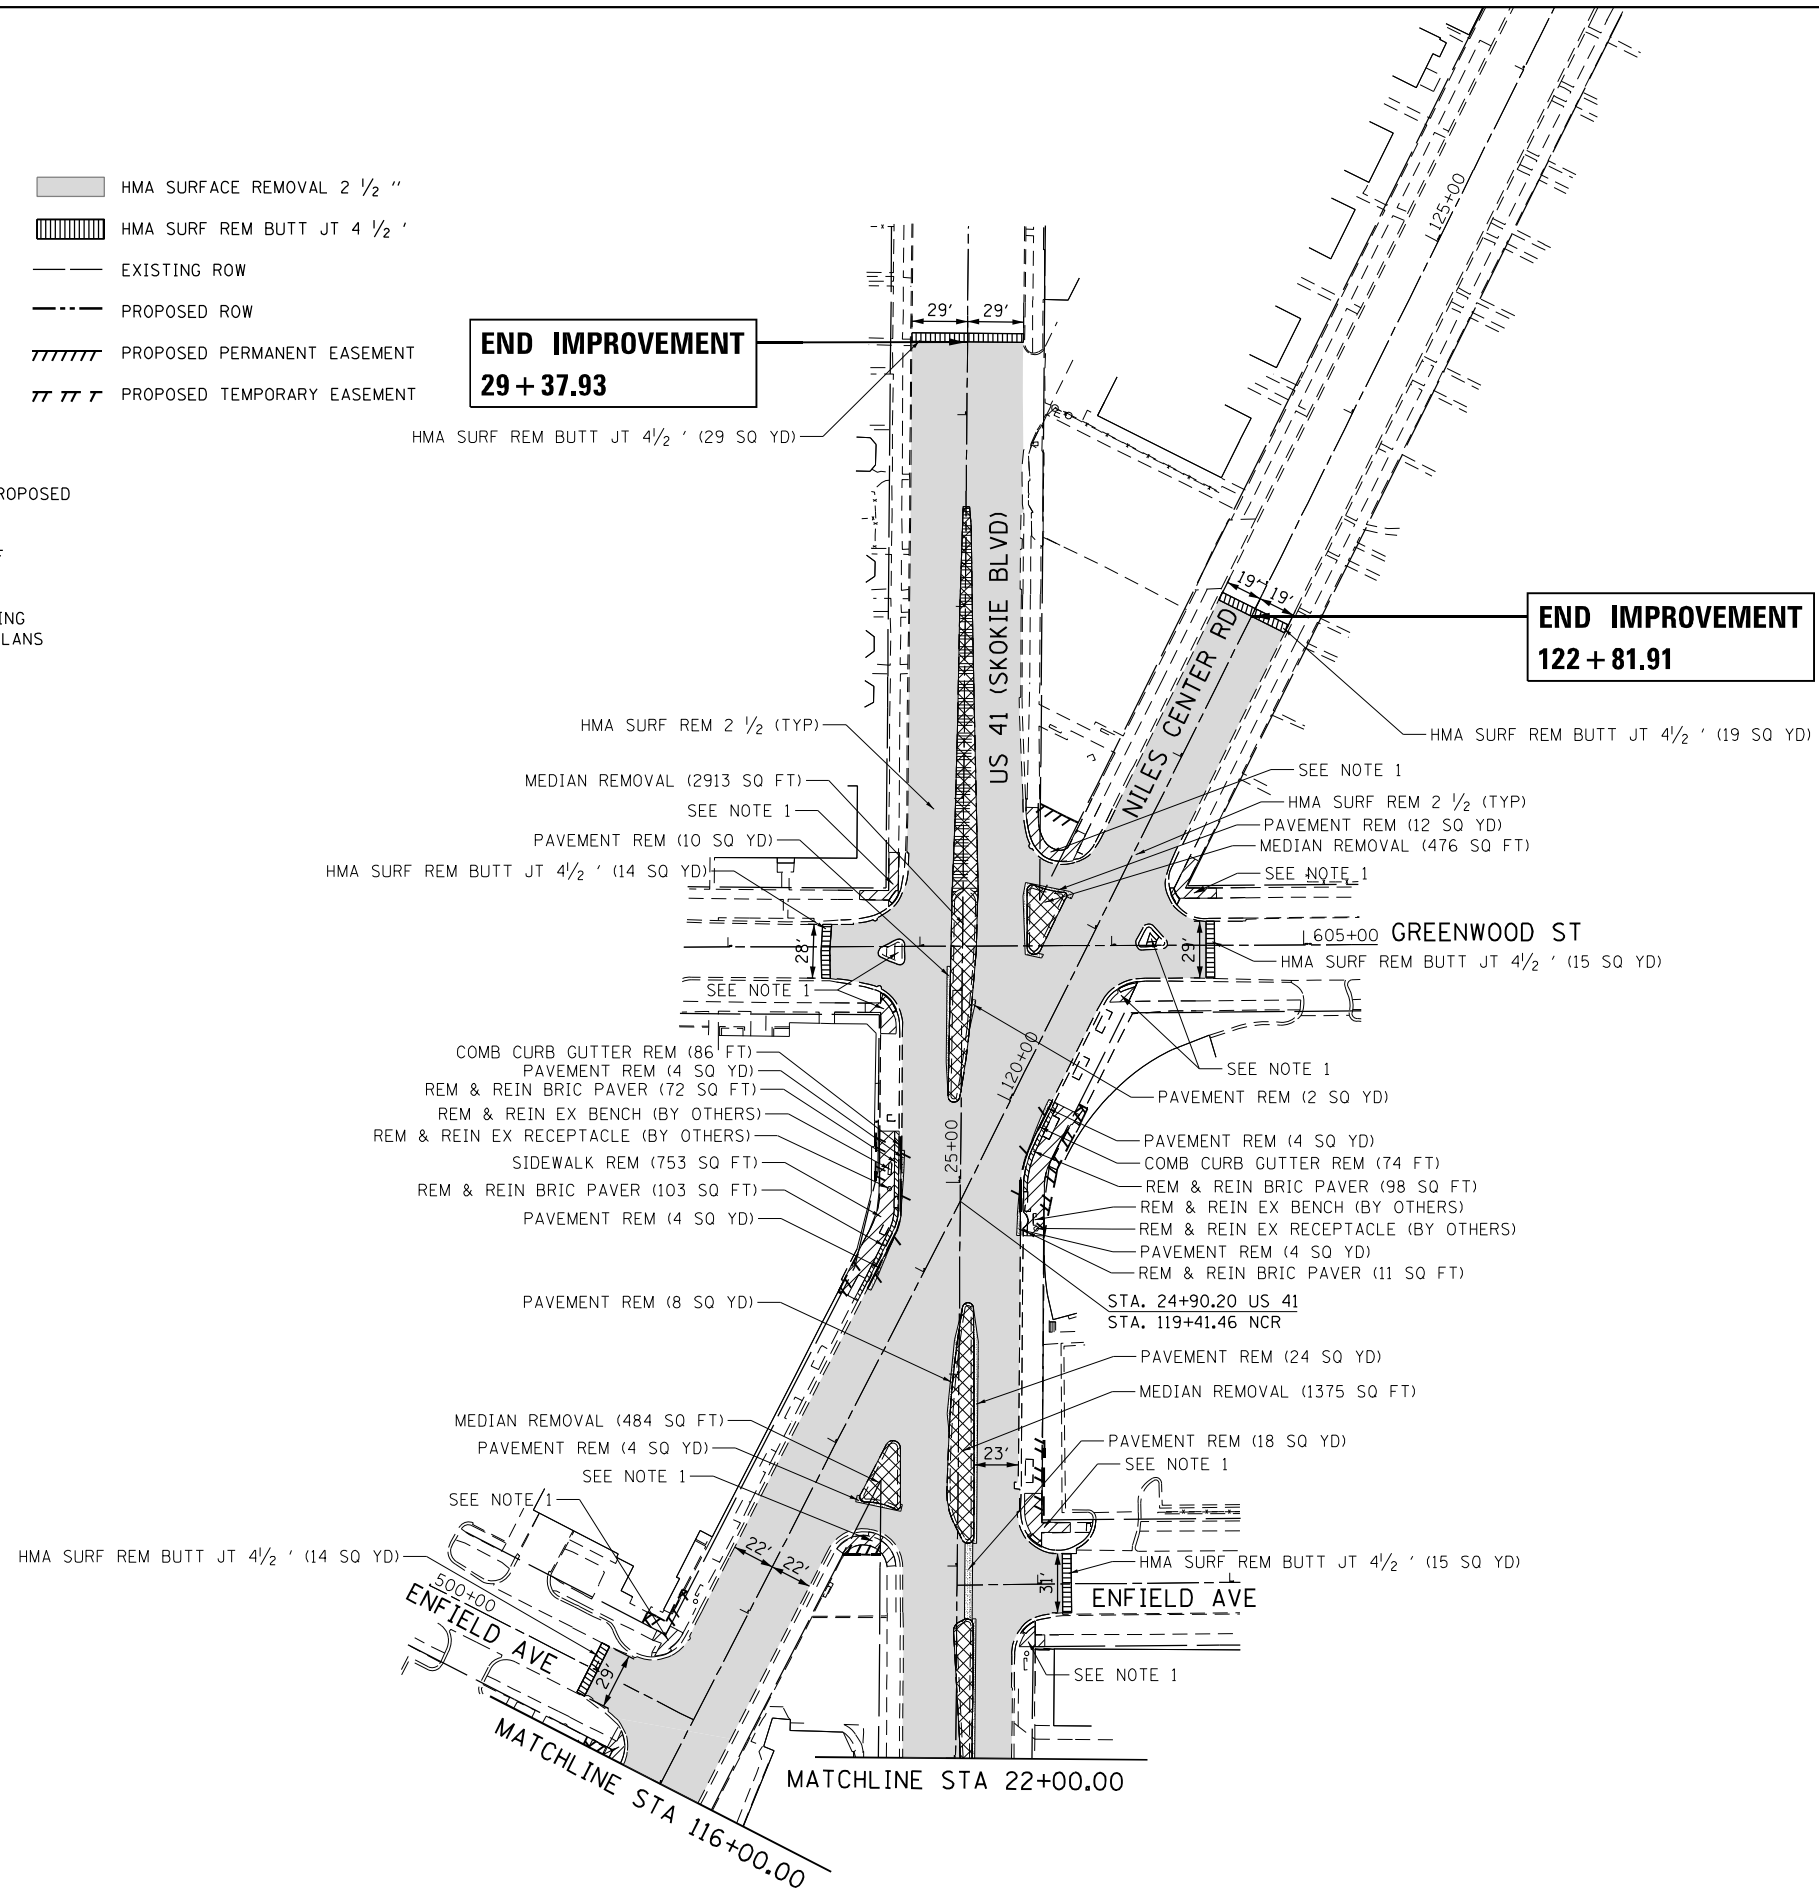 HMA SURFACE REMOVAL 2 1/2 "
HMA SURF REM BUTT JT 4 1/2 '
EXISTING ROW
PROPOSED ROW
PROPOSED PERMANENT EASEMENT
PROPOSED TEMPORARY EASEMENT
ROPOSED
ING
LANS
END IMPROVEMENT
29 + 37.93
29'
29'
HMA SURF REM BUTT JT 4 1/2 ' (29 SQ YD)
US 41 (SKOKIE BLVD)
125+00
19'
19'
END IMPROVEMENT
122 + 81.91
NILES CENTER RD
HMA SURF REM BUTT JT 4 1/2 ' (19 SQ YD)
HMA SURF REM 2 1/2 (TYP)
MEDIAN REMOVAL (2913 SQ FT)
SEE NOTE 1
PAVEMENT REM (10 SQ YD)
HMA SURF REM BUTT JT 4 1/2 ' (14 SQ YD)
SEE NOTE 1
HMA SURF REM 2 1/2 (TYP)
PAVEMENT REM (12 SQ YD)
MEDIAN REMOVAL (476 SQ FT)
SEE NOTE 1
28'
29'
605+00 GREENWOOD ST
HMA SURF REM BUTT JT 4 1/2 ' (15 SQ YD)
SEE NOTE 1
COMB CURB GUTTER REM (86 FT)
PAVEMENT REM (4 SQ YD)
REM & REIN BRIC PAVER (72 SQ FT)
REM & REIN EX BENCH (BY OTHERS)
REM & REIN EX RECEPTACLE (BY OTHERS)
SIDEWALK REM (753 SQ FT)
REM & REIN BRIC PAVER (103 SQ FT)
PAVEMENT REM (4 SQ YD)
120+00
25+00
SEE NOTE 1
PAVEMENT REM (2 SQ YD)
PAVEMENT REM (4 SQ YD)
COMB CURB GUTTER REM (74 FT)
REM & REIN BRIC PAVER (98 SQ FT)
REM & REIN EX BENCH (BY OTHERS)
REM & REIN EX RECEPTACLE (BY OTHERS)
PAVEMENT REM (4 SQ YD)
REM & REIN BRIC PAVER (11 SQ FT)
STA. 24+90.20 US 41
STA. 119+41.46 NCR
PAVEMENT REM (8 SQ YD)
PAVEMENT REM (24 SQ YD)
MEDIAN REMOVAL (1375 SQ FT)
MEDIAN REMOVAL (484 SQ FT)
PAVEMENT REM (4 SQ YD)
SEE NOTE 1
SEE NOTE 1
23'
PAVEMENT REM (18 SQ YD)
SEE NOTE 1
HMA SURF REM BUTT JT 4 1/2 ' (14 SQ YD)
22'
22'
HMA SURF REM BUTT JT 4 1/2 ' (15 SQ YD)
31'
ENFIELD AVE
500+00
ENFIELD AVE
29'
SEE NOTE 1
MATCHLINE STA 116+00.00
MATCHLINE STA 22+00.00